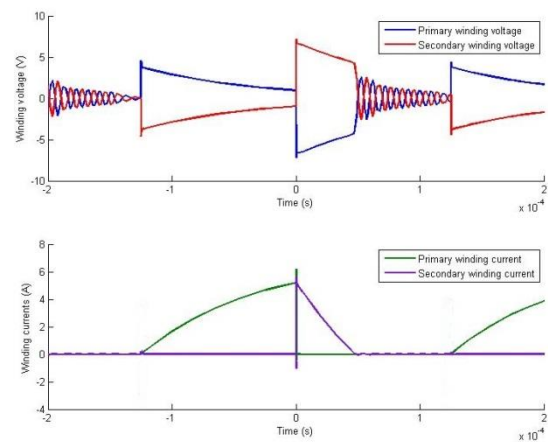 10
5
0
-5
-10
Winding voltage (V)
Primary winding voltage
Secondary winding voltage
-2 -1 0 1 2
Time (s)
x 10⁻⁴
8
6
4
2
0
-2
-4
Winding currents (A)
Primary winding current
Secondary winding current
-2 -1 0 1 2
Time (s)
x 10⁻⁴